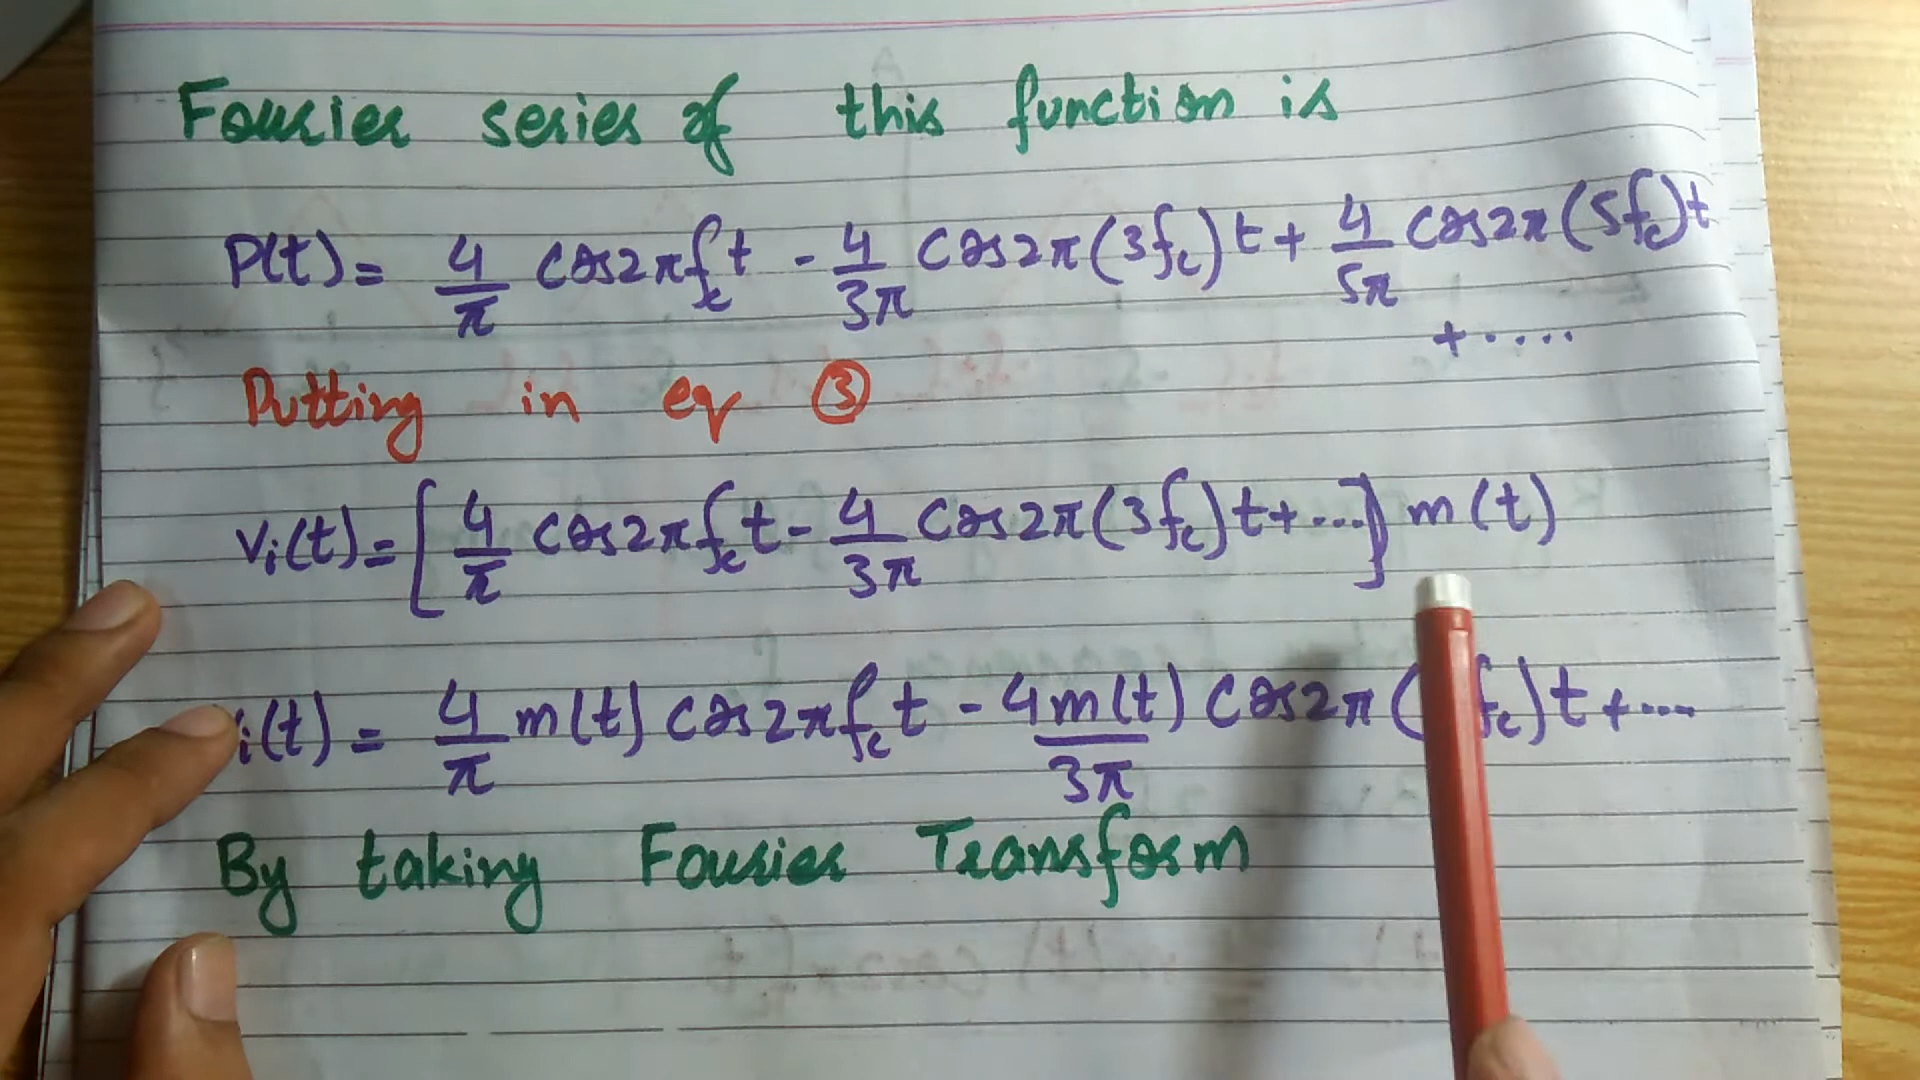 Fourier series of this function is
P(t) = 4/π cos2πf_c t - 4/3π cos2π(3f_c)t + 4/5π cos2π(5f_c)t
+ ....
Putting in eq ③
V_i(t) = [4/π cos2πf_c t - 4/3π cos2π(3f_c)t + ...] m(t)
i(t) = 4/π m(t) cos2πf_c t - 4m(t)/3π cos2π( f_c)t + ....
By taking Fourier Transform